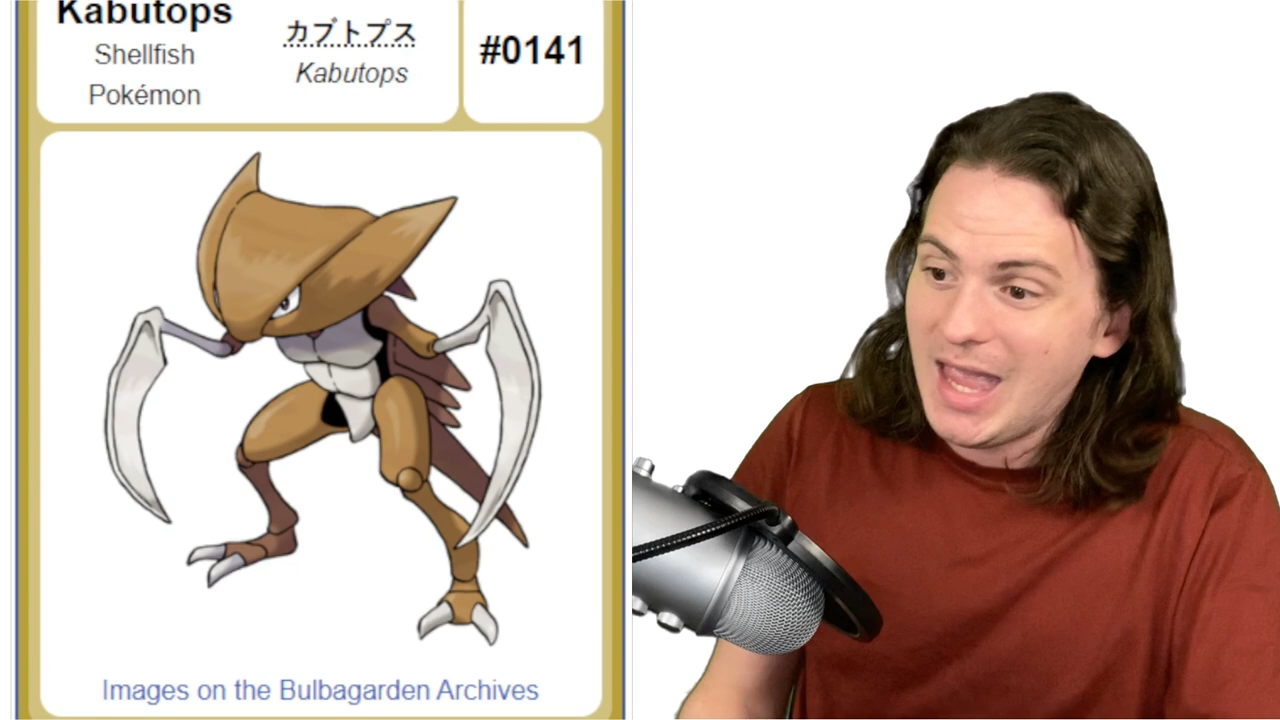 Kabutops
Shellfish
Pokémon
カブトプス
Kabutops
#0141
Images on the Bulbagarden Archives